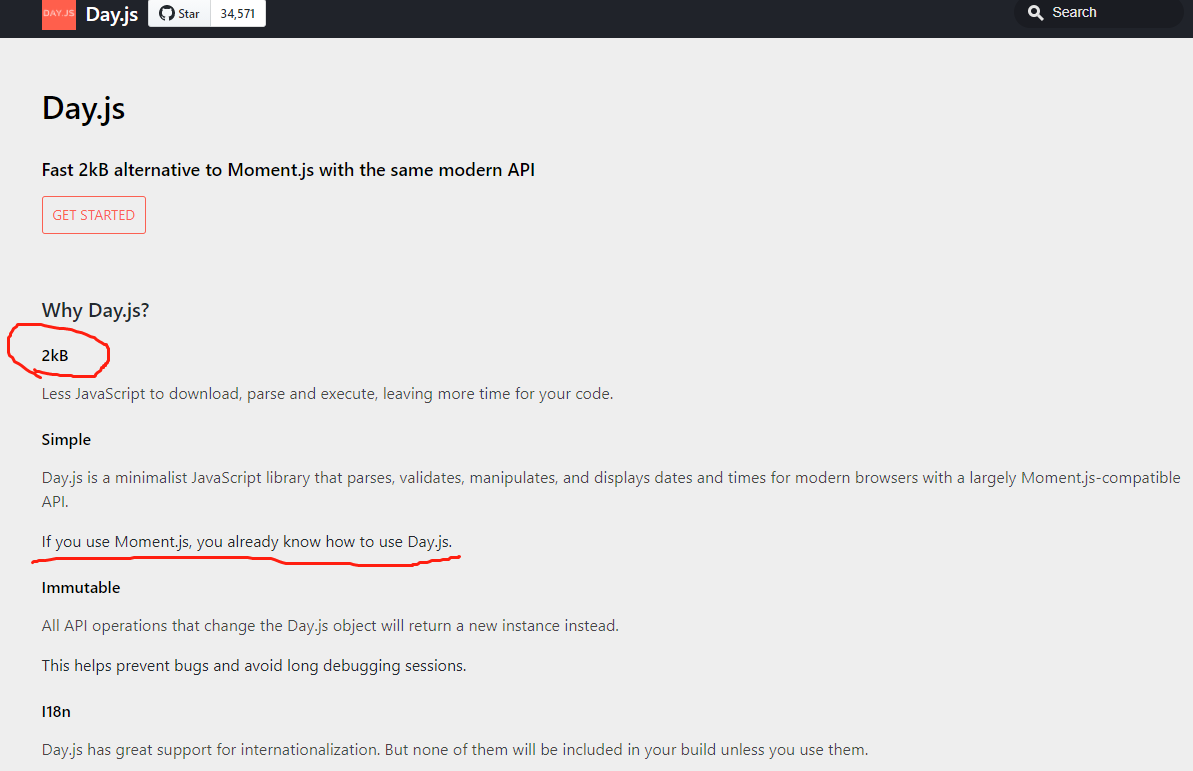 DAY.JS Day.js Star 34,571 Search
Day.js
Fast 2kB alternative to Moment.js with the same modern API
GET STARTED
Why Day.js?
2kB
Less JavaScript to download, parse and execute, leaving more time for your code.
Simple
Day.js is a minimalist JavaScript library that parses, validates, manipulates, and displays dates and times for modern browsers with a largely Moment.js-compatible
API.
If you use Moment.js, you already know how to use Day.js.
Immutable
All API operations that change the Day.js object will return a new instance instead.
This helps prevent bugs and avoid long debugging sessions.
I18n
Day.js has great support for internationalization. But none of them will be included in your build unless you use them.